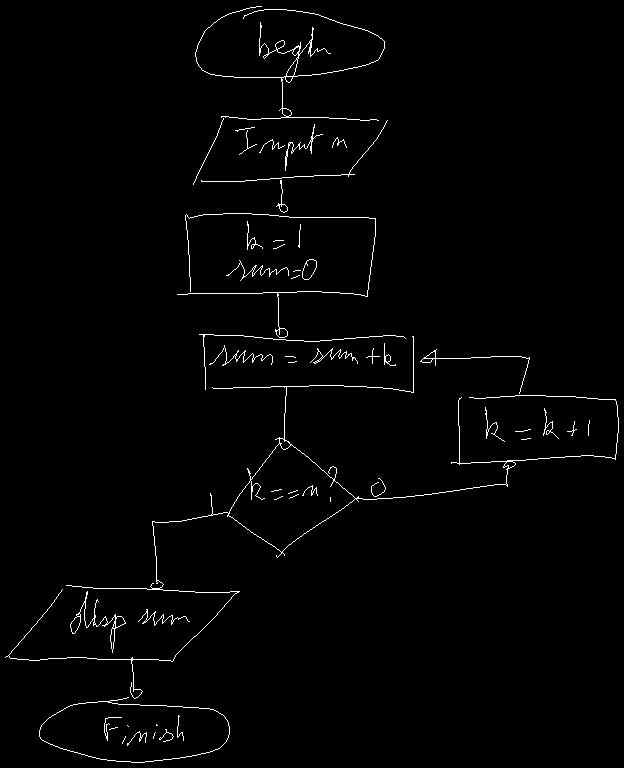 begin
Input n
k = 1
sum=0
sum = sum + k
k = k + 1
k == n?
0
1
disp sum
Finish